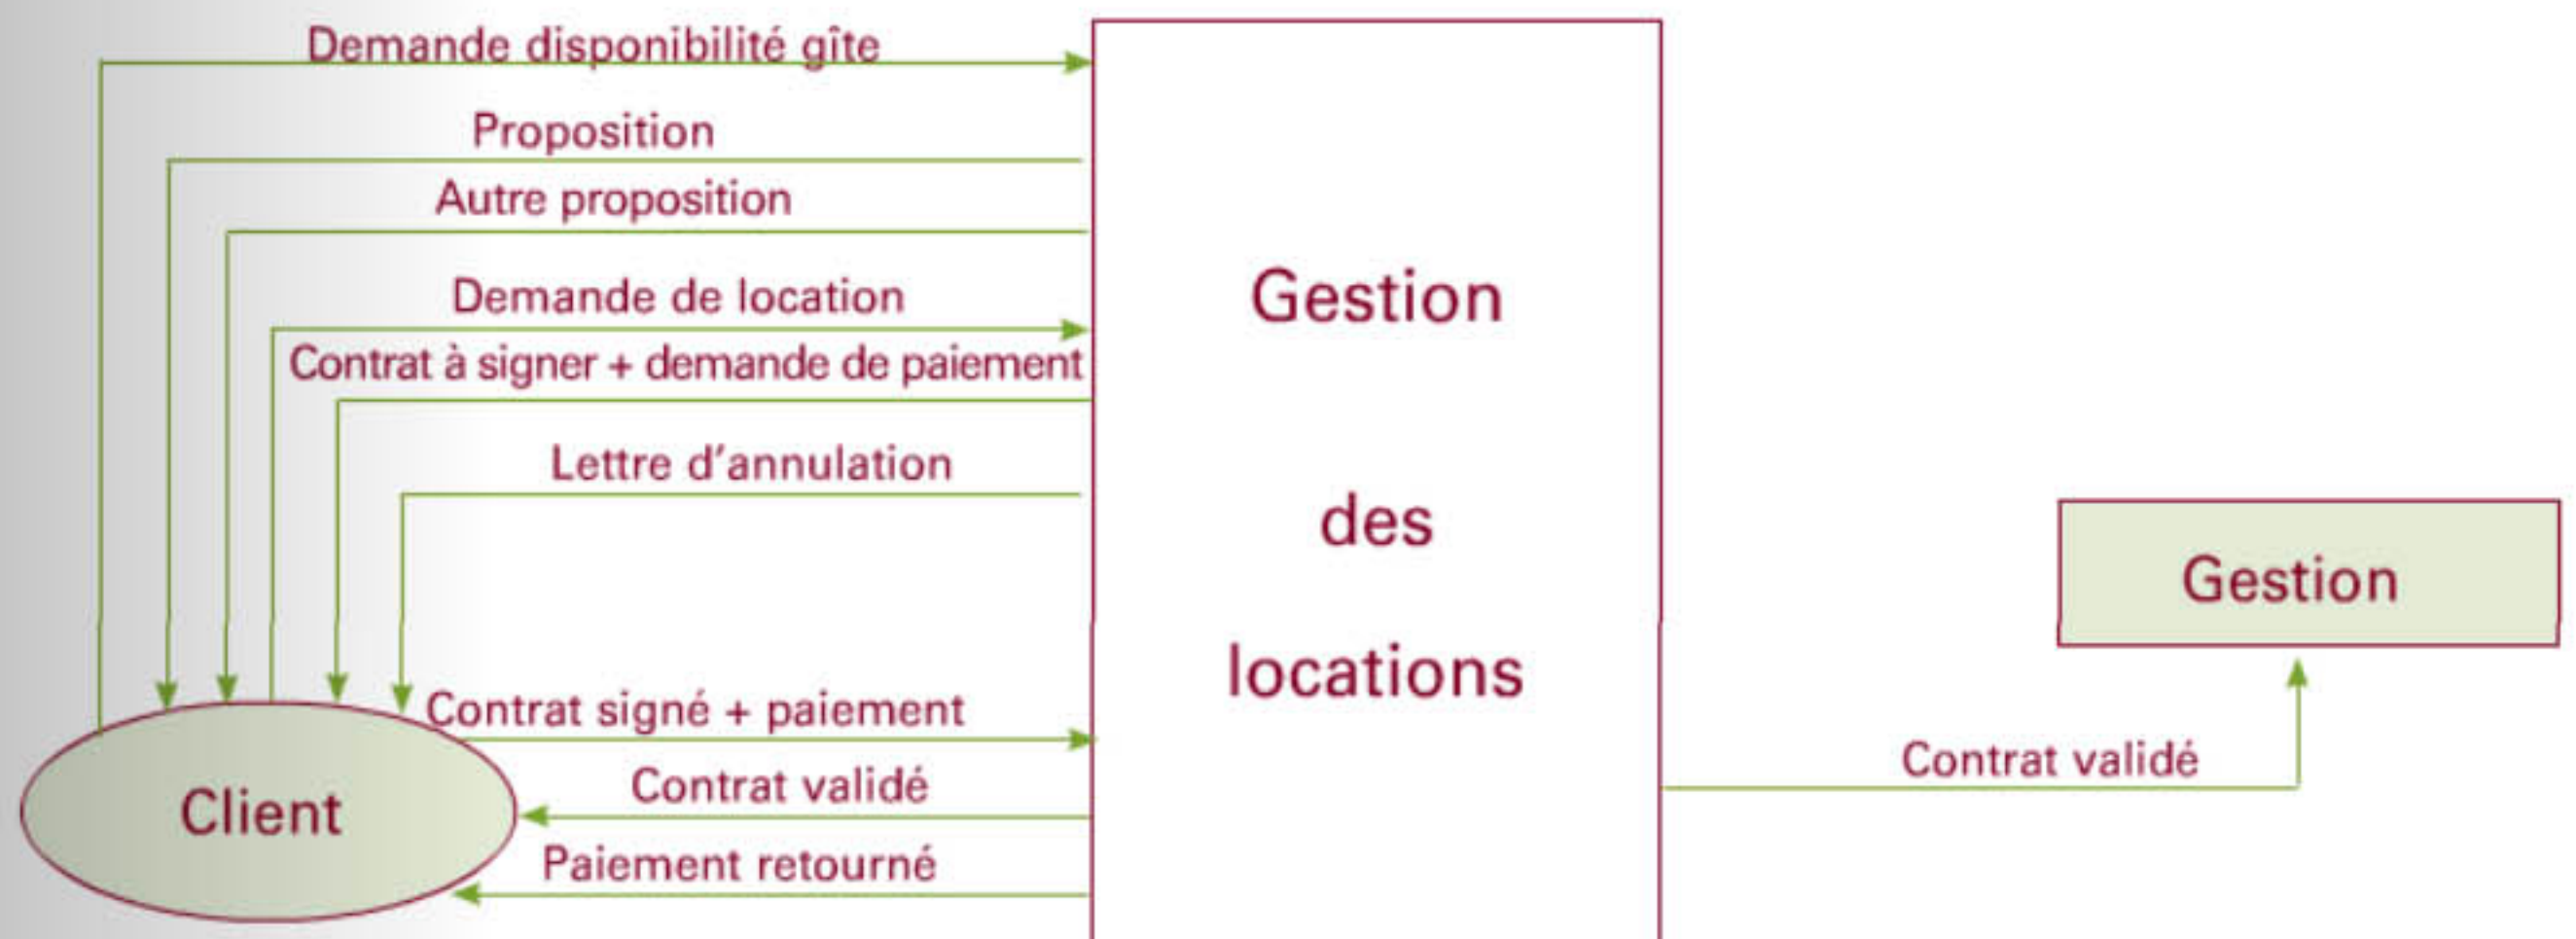 Demande disponibilité gîte
Proposition
Autre proposition
Demande de location
Contrat à signer + demande de paiement
Lettre d'annulation
Contrat signé + paiement
Contrat validé
Paiement retourné
Client
Gestion
des
locations
Contrat validé
Gestion